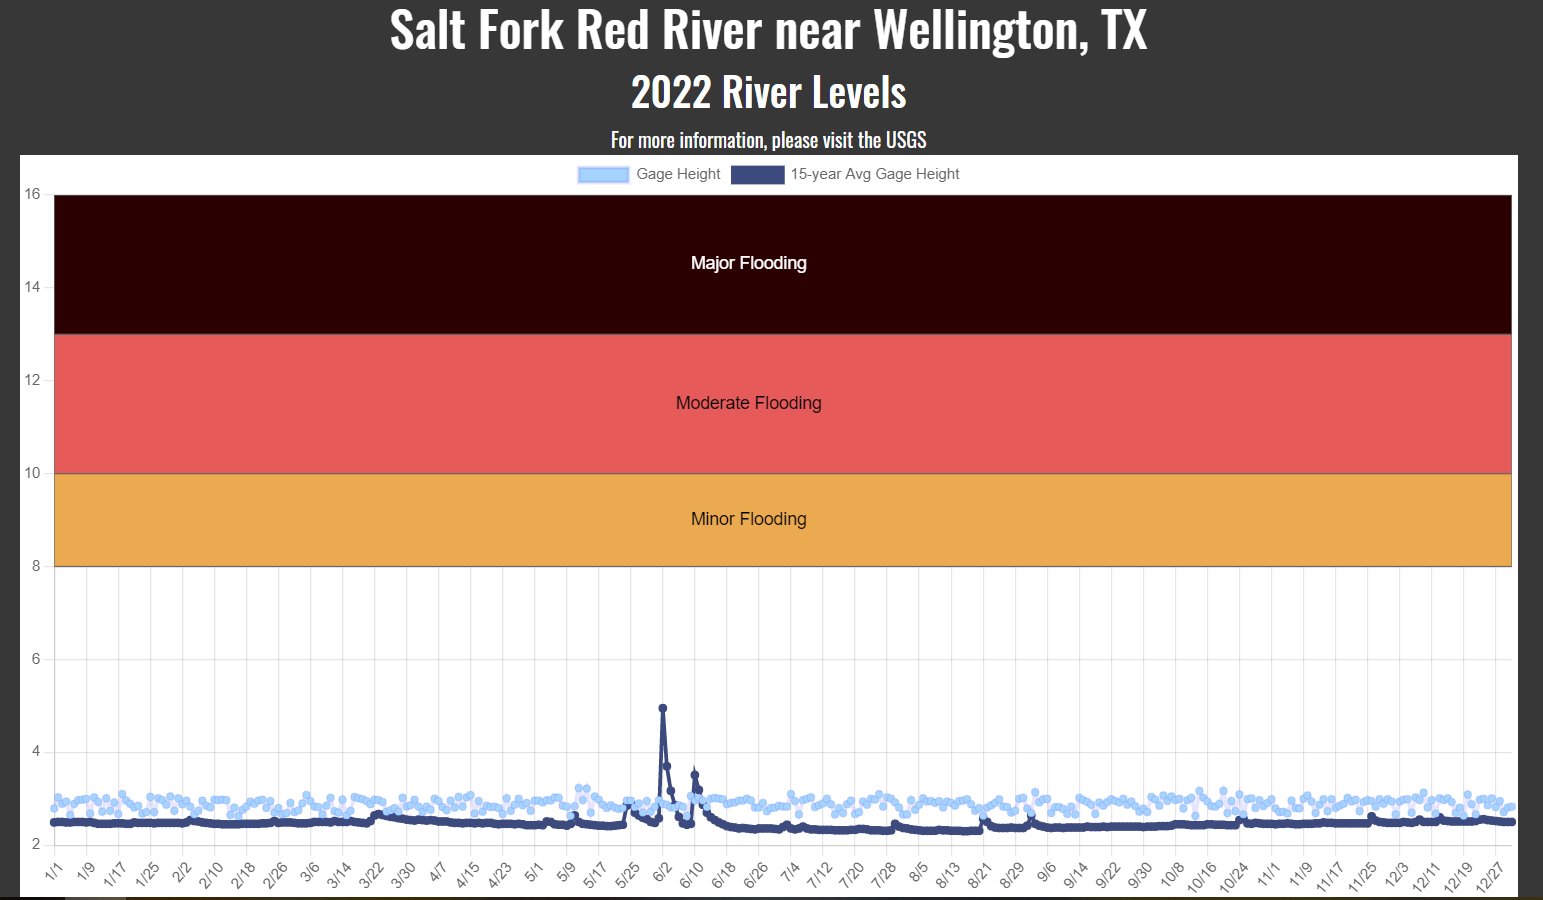 Salt Fork Red River near Wellington, TX
2022 River Levels
For more information, please visit the USGS
Gage Height 15-year Avg Gage Height
16
Major Flooding
14
12
Moderate Flooding
10
Minor Flooding
8
6
4
2
1/1 1/9 1/17 1/25 2/2 2/10 2/18 2/26 3/6 3/14 3/22 3/30 4/7 4/15 4/23 5/1 5/9 5/17 5/25 6/2 6/10 6/18 6/26 7/4 7/12 7/20 7/28 8/5 8/13 8/21 8/29 9/6 9/14 9/22 9/30 10/8 10/16 10/24 11/1 11/9 11/17 11/25 12/3 12/11 12/19 12/27